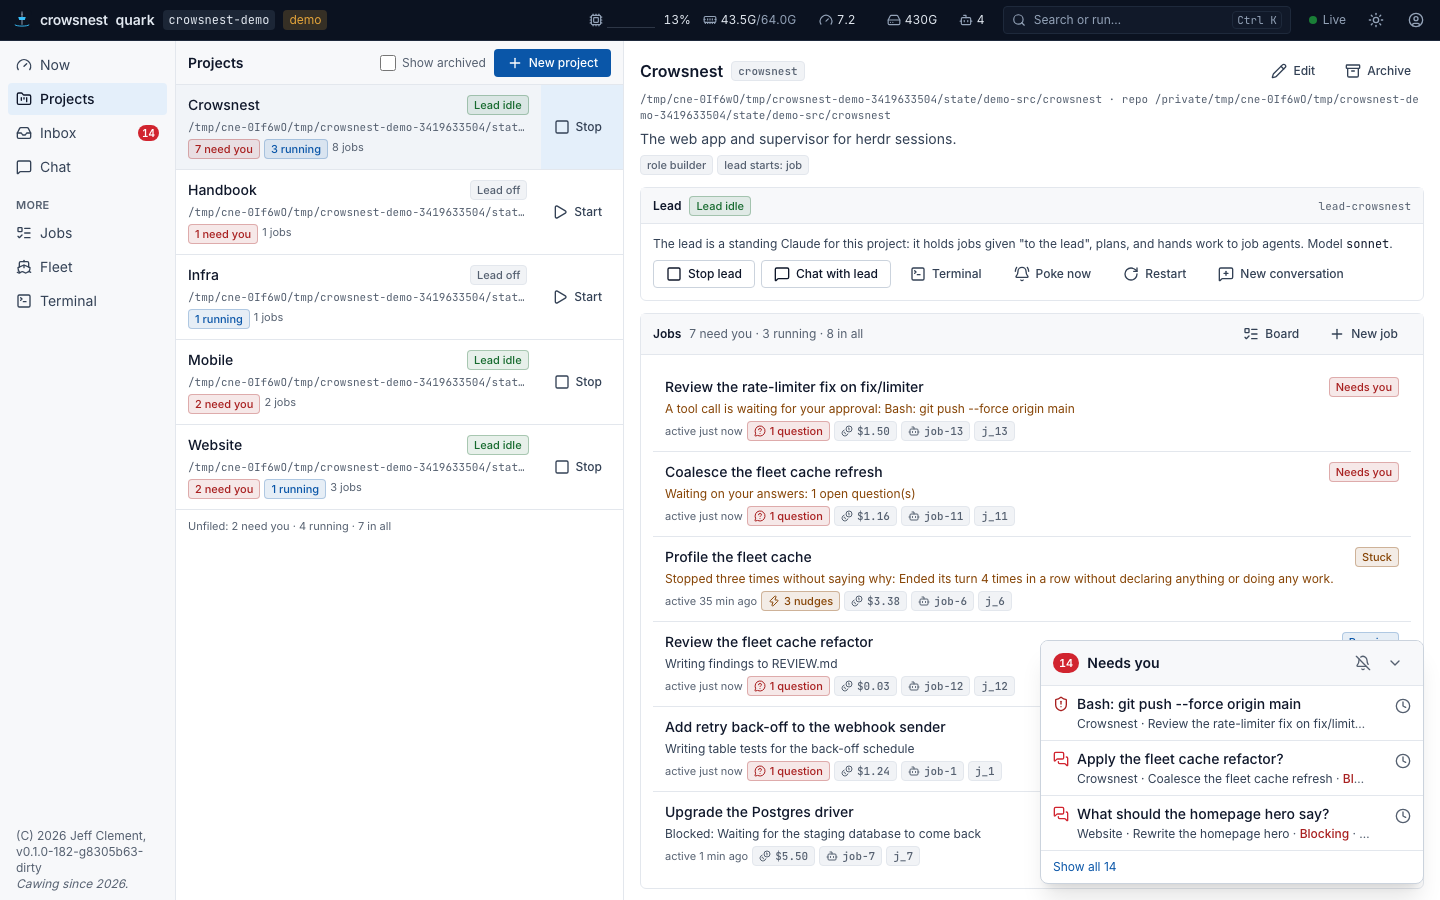 crowsnest quark crowsnest-demo demo
13% 43.5G/64.0G 7.2 430G 4 Search or run... Ctrl K Live
Now
Projects
Inbox 14
Chat
MORE
Jobs
Fleet
Terminal
(C) 2026 Jeff Clement,
v0.1.0-182-g8305b63-
dirty
Cawing since 2026.
Projects Show archived New project
Crowsnest Lead idle
/tmp/cne-0If6wO/tmp/crowsnest-demo-3419633504/stat…
7 need you 3 running 8 jobs
Stop
Handbook Lead off
/tmp/cne-0If6wO/tmp/crowsnest-demo-3419633504/stat…
1 need you 1 jobs
Start
Infra Lead off
/tmp/cne-0If6wO/tmp/crowsnest-demo-3419633504/stat…
1 running 1 jobs
Start
Mobile Lead idle
/tmp/cne-0If6wO/tmp/crowsnest-demo-3419633504/stat…
2 need you 2 jobs
Stop
Website Lead idle
/tmp/cne-0If6wO/tmp/crowsnest-demo-3419633504/stat…
2 need you 1 running 3 jobs
Stop
Unfiled: 2 need you · 4 running · 7 in all
Crowsnest crowsnest Edit Archive
/tmp/cne-0If6wO/tmp/crowsnest-demo-3419633504/state/demo-src/crowsnest · repo /private/tmp/cne-0If6wO/tmp/crowsnest-de
mo-3419633504/state/demo-src/crowsnest
The web app and supervisor for herdr sessions.
role builder lead starts: job
Lead Lead idle lead-crowsnest
The lead is a standing Claude for this project: it holds jobs given "to the lead", plans, and hands work to job agents. Model sonnet.
Stop lead Chat with lead Terminal Poke now Restart New conversation
Jobs 7 need you · 3 running · 8 in all Board New job
Review the rate-limiter fix on fix/limiter Needs you
A tool call is waiting for your approval: Bash: git push --force origin main
active just now 1 question $1.50 job-13 j_13
Coalesce the fleet cache refresh Needs you
Waiting on your answers: 1 open question(s)
active just now 1 question $1.16 job-11 j_11
Profile the fleet cache Stuck
Stopped three times without saying why: Ended its turn 4 times in a row without declaring anything or doing any work.
active 35 min ago 3 nudges $3.38 job-6 j_6
Review the fleet cache refactor
Writing findings to REVIEW.md
active just now 1 question $0.03 job-12 j_12
Add retry back-off to the webhook sender
Writing table tests for the back-off schedule
active just now 1 question $1.24 job-1 j_1
Upgrade the Postgres driver
Blocked: Waiting for the staging database to come back
active 1 min ago $5.50 job-7 j_7
14 Needs you
Bash: git push --force origin main
Crowsnest · Review the rate-limiter fix on fix/limit…
Apply the fleet cache refactor?
Crowsnest · Coalesce the fleet cache refresh · Bl…
What should the homepage hero say?
Website · Rewrite the homepage hero · Blocking · …
Show all 14